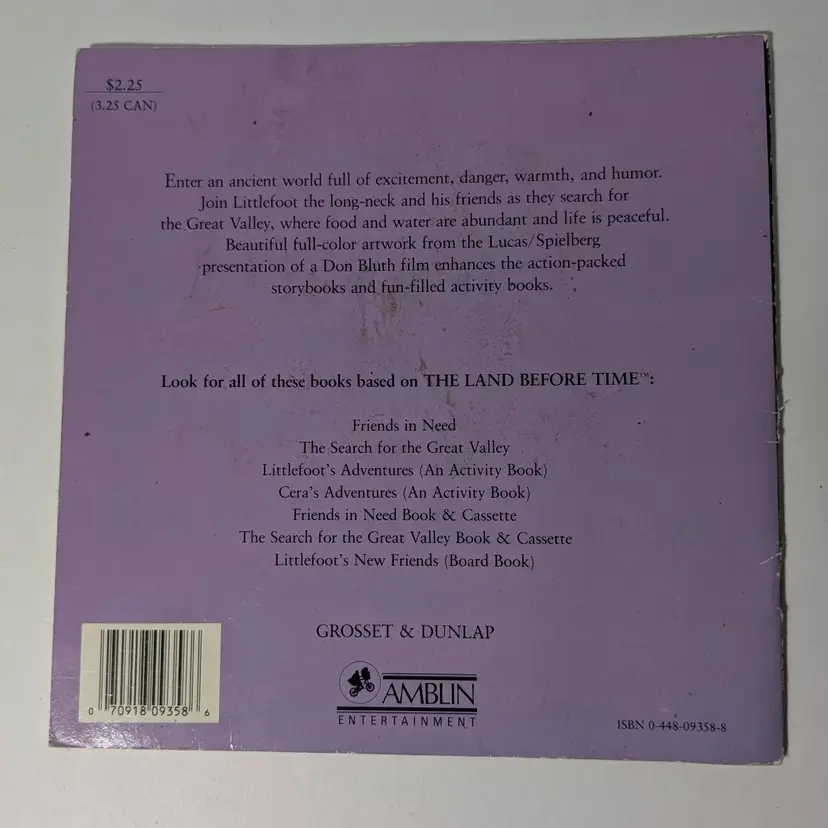 $2.25
(3.25 CAN)
Enter an ancient world full of excitement, danger, warmth, and humor.
Join Littlefoot the long-neck and his friends as they search for
the Great Valley, where food and water are abundant and life is peaceful.
Beautiful full-color artwork from the Lucas/Spielberg
presentation of a Don Bluth film enhances the action-packed
storybooks and fun-filled activity books.
Look for all of these books based on THE LAND BEFORE TIME™:
Friends in Need
The Search for the Great Valley
Littlefoot's Adventures (An Activity Book)
Cera's Adventures (An Activity Book)
Friends in Need Book & Cassette
The Search for the Great Valley Book & Cassette
Littlefoot's New Friends (Board Book)
GROSSET & DUNLAP
AMBLIN
ENTERTAINMENT
0 70918 09358 6
ISBN 0-448-09358-8